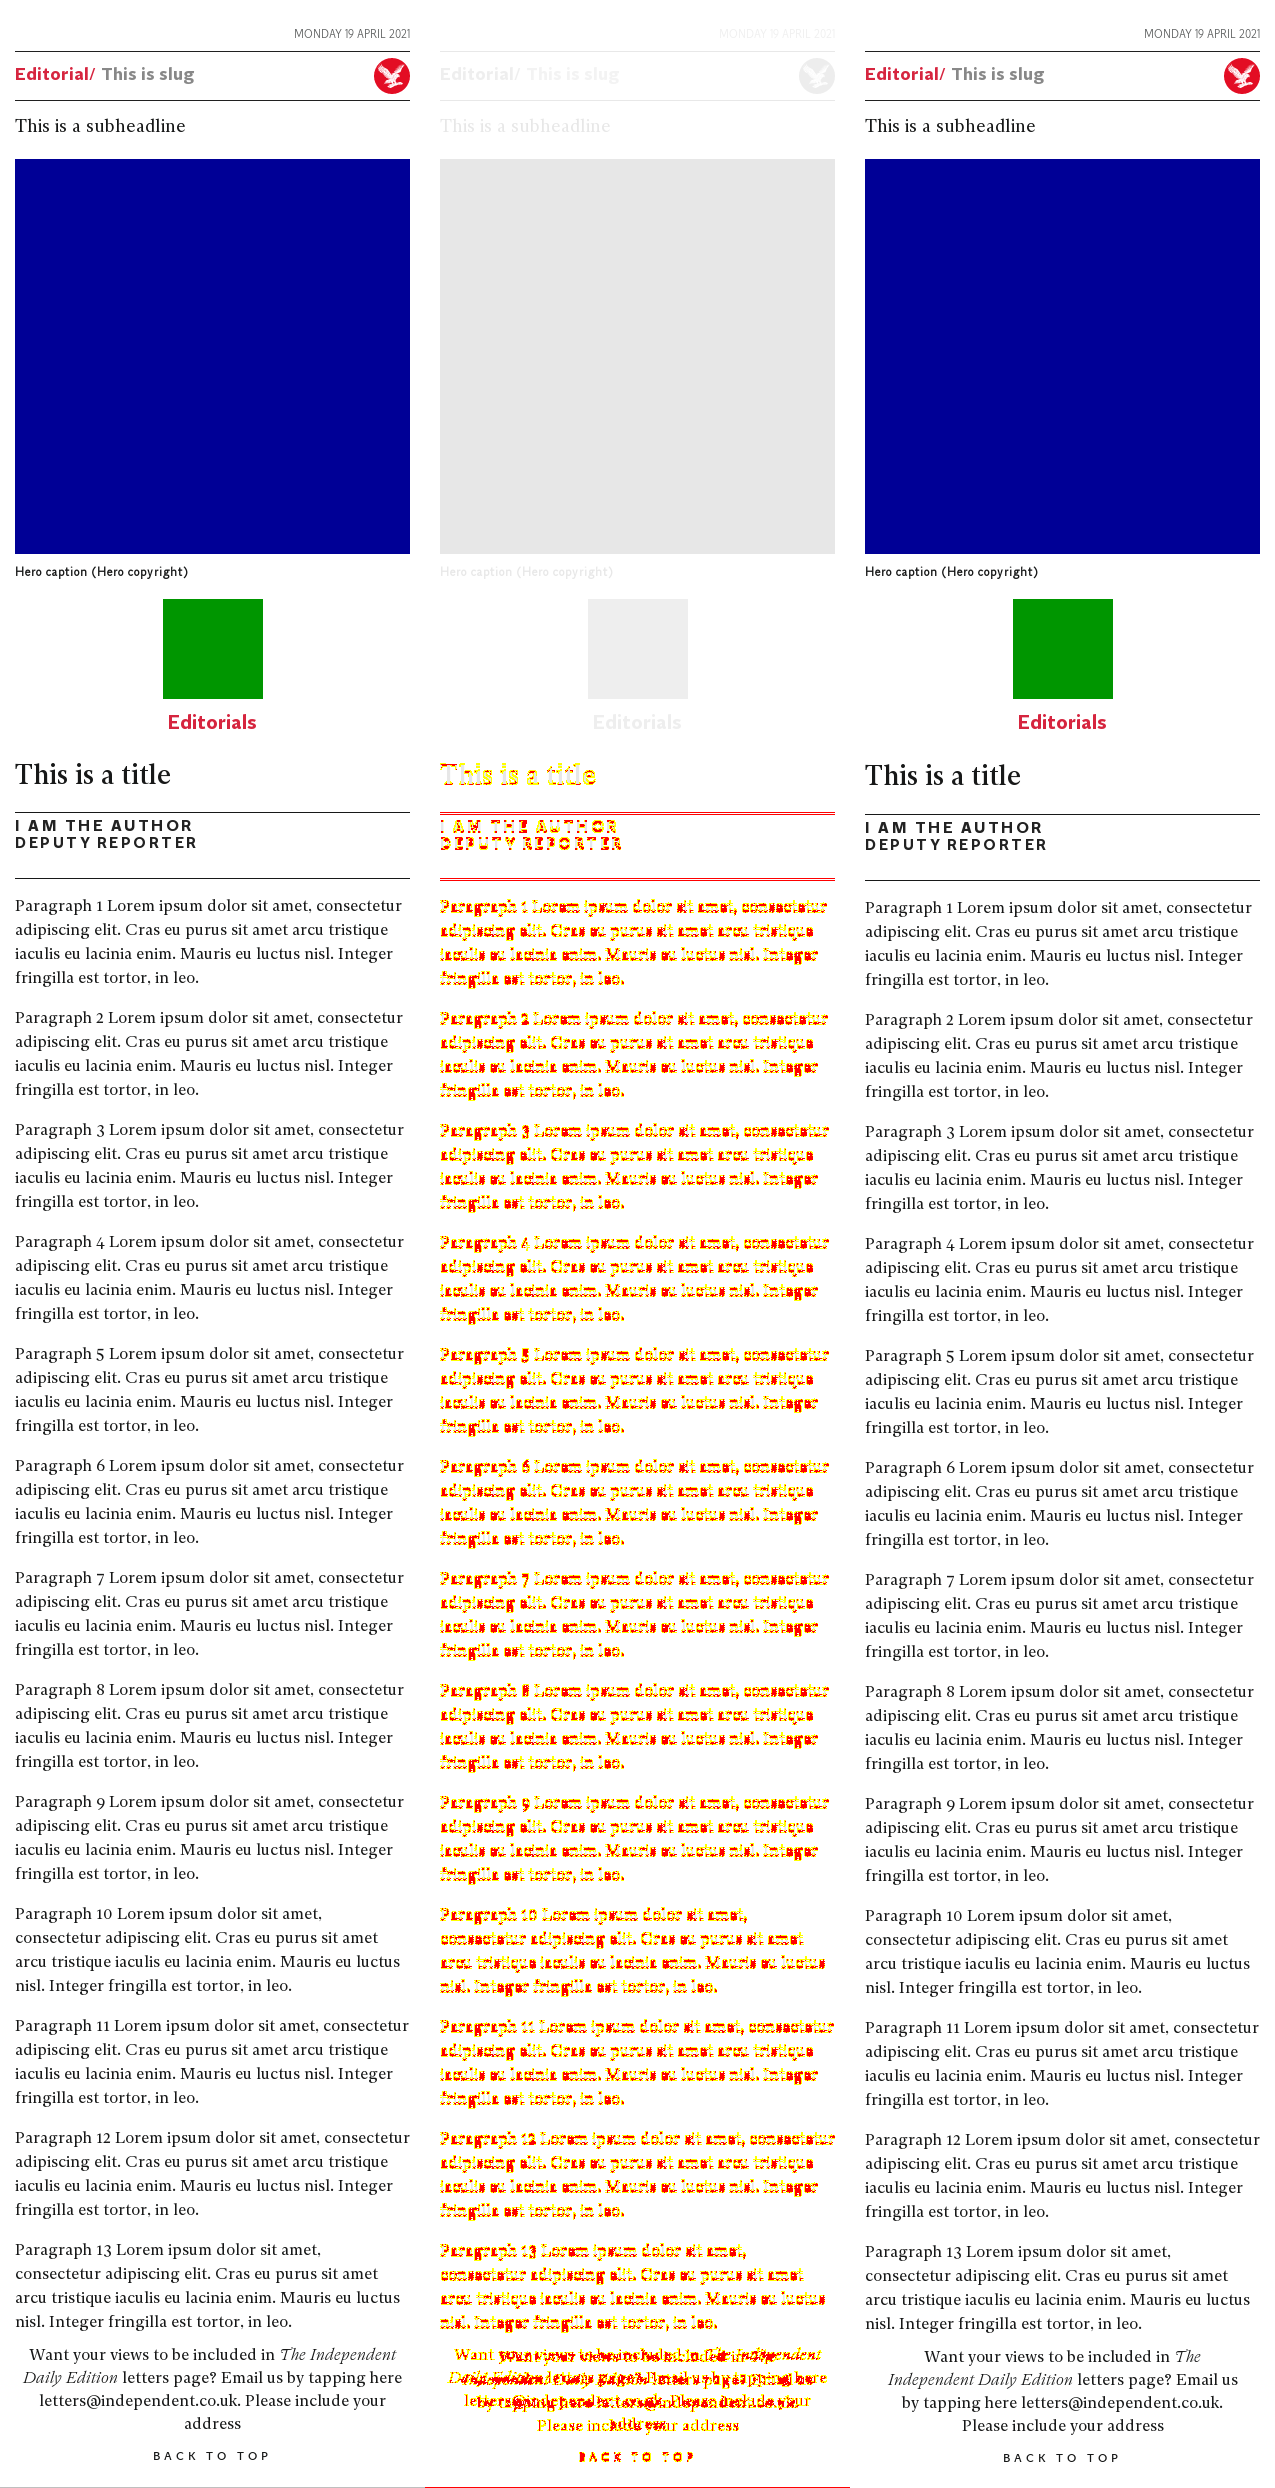 MONDAY 19 APRIL 2021
Editorial/ This is slug
This is a subheadline
Hero caption (Hero copyright)
Editorials
This is a title
I AM THE AUTHOR
DEPUTY REPORTER
Paragraph 1 Lorem ipsum dolor sit amet, consectetur
adipiscing elit. Cras eu purus sit amet arcu tristique
iaculis eu lacinia enim. Mauris eu luctus nisl. Integer
fringilla est tortor, in leo.
Paragraph 2 Lorem ipsum dolor sit amet, consectetur
adipiscing elit. Cras eu purus sit amet arcu tristique
iaculis eu lacinia enim. Mauris eu luctus nisl. Integer
fringilla est tortor, in leo.
Paragraph 3 Lorem ipsum dolor sit amet, consectetur
adipiscing elit. Cras eu purus sit amet arcu tristique
iaculis eu lacinia enim. Mauris eu luctus nisl. Integer
fringilla est tortor, in leo.
Paragraph 4 Lorem ipsum dolor sit amet, consectetur
adipiscing elit. Cras eu purus sit amet arcu tristique
iaculis eu lacinia enim. Mauris eu luctus nisl. Integer
fringilla est tortor, in leo.
Paragraph 5 Lorem ipsum dolor sit amet, consectetur
adipiscing elit. Cras eu purus sit amet arcu tristique
iaculis eu lacinia enim. Mauris eu luctus nisl. Integer
fringilla est tortor, in leo.
Paragraph 6 Lorem ipsum dolor sit amet, consectetur
adipiscing elit. Cras eu purus sit amet arcu tristique
iaculis eu lacinia enim. Mauris eu luctus nisl. Integer
fringilla est tortor, in leo.
Paragraph 7 Lorem ipsum dolor sit amet, consectetur
adipiscing elit. Cras eu purus sit amet arcu tristique
iaculis eu lacinia enim. Mauris eu luctus nisl. Integer
fringilla est tortor, in leo.
Paragraph 8 Lorem ipsum dolor sit amet, consectetur
adipiscing elit. Cras eu purus sit amet arcu tristique
iaculis eu lacinia enim. Mauris eu luctus nisl. Integer
fringilla est tortor, in leo.
Paragraph 9 Lorem ipsum dolor sit amet, consectetur
adipiscing elit. Cras eu purus sit amet arcu tristique
iaculis eu lacinia enim. Mauris eu luctus nisl. Integer
fringilla est tortor, in leo.
Paragraph 10 Lorem ipsum dolor sit amet,
consectetur adipiscing elit. Cras eu purus sit amet
arcu tristique iaculis eu lacinia enim. Mauris eu luctus
nisl. Integer fringilla est tortor, in leo.
Paragraph 11 Lorem ipsum dolor sit amet, consectetur
adipiscing elit. Cras eu purus sit amet arcu tristique
iaculis eu lacinia enim. Mauris eu luctus nisl. Integer
fringilla est tortor, in leo.
Paragraph 12 Lorem ipsum dolor sit amet, consectetur
adipiscing elit. Cras eu purus sit amet arcu tristique
iaculis eu lacinia enim. Mauris eu luctus nisl. Integer
fringilla est tortor, in leo.
Paragraph 13 Lorem ipsum dolor sit amet,
consectetur adipiscing elit. Cras eu purus sit amet
arcu tristique iaculis eu lacinia enim. Mauris eu luctus
nisl. Integer fringilla est tortor, in leo.
Want your views to be included in The Independent
Daily Edition letters page? Email us by tapping here
letters@independent.co.uk. Please include your
address
BACK TO TOP
MONDAY 19 APRIL 2021
Editorial/ This is slug
This is a subheadline
Hero caption (Hero copyright)
Editorials
This is a title
I AM THE AUTHOR
DEPUTY REPORTER
Paragraph 1 Lorem ipsum dolor sit amet, consectetur
adipiscing elit. Cras eu purus sit amet arcu tristique
iaculis eu lacinia enim. Mauris eu luctus nisl. Integer
fringilla est tortor, in leo.
Paragraph 2 Lorem ipsum dolor sit amet, consectetur
adipiscing elit. Cras eu purus sit amet arcu tristique
iaculis eu lacinia enim. Mauris eu luctus nisl. Integer
fringilla est tortor, in leo.
Paragraph 3 Lorem ipsum dolor sit amet, consectetur
adipiscing elit. Cras eu purus sit amet arcu tristique
iaculis eu lacinia enim. Mauris eu luctus nisl. Integer
fringilla est tortor, in leo.
Paragraph 4 Lorem ipsum dolor sit amet, consectetur
adipiscing elit. Cras eu purus sit amet arcu tristique
iaculis eu lacinia enim. Mauris eu luctus nisl. Integer
fringilla est tortor, in leo.
Paragraph 5 Lorem ipsum dolor sit amet, consectetur
adipiscing elit. Cras eu purus sit amet arcu tristique
iaculis eu lacinia enim. Mauris eu luctus nisl. Integer
fringilla est tortor, in leo.
Paragraph 6 Lorem ipsum dolor sit amet, consectetur
adipiscing elit. Cras eu purus sit amet arcu tristique
iaculis eu lacinia enim. Mauris eu luctus nisl. Integer
fringilla est tortor, in leo.
Paragraph 7 Lorem ipsum dolor sit amet, consectetur
adipiscing elit. Cras eu purus sit amet arcu tristique
iaculis eu lacinia enim. Mauris eu luctus nisl. Integer
fringilla est tortor, in leo.
Paragraph 8 Lorem ipsum dolor sit amet, consectetur
adipiscing elit. Cras eu purus sit amet arcu tristique
iaculis eu lacinia enim. Mauris eu luctus nisl. Integer
fringilla est tortor, in leo.
Paragraph 9 Lorem ipsum dolor sit amet, consectetur
adipiscing elit. Cras eu purus sit amet arcu tristique
iaculis eu lacinia enim. Mauris eu luctus nisl. Integer
fringilla est tortor, in leo.
Paragraph 10 Lorem ipsum dolor sit amet,
consectetur adipiscing elit. Cras eu purus sit amet
arcu tristique iaculis eu lacinia enim. Mauris eu luctus
nisl. Integer fringilla est tortor, in leo.
Paragraph 11 Lorem ipsum dolor sit amet, consectetur
adipiscing elit. Cras eu purus sit amet arcu tristique
iaculis eu lacinia enim. Mauris eu luctus nisl. Integer
fringilla est tortor, in leo.
Paragraph 12 Lorem ipsum dolor sit amet, consectetur
adipiscing elit. Cras eu purus sit amet arcu tristique
iaculis eu lacinia enim. Mauris eu luctus nisl. Integer
fringilla est tortor, in leo.
Paragraph 13 Lorem ipsum dolor sit amet,
consectetur adipiscing elit. Cras eu purus sit amet
arcu tristique iaculis eu lacinia enim. Mauris eu luctus
nisl. Integer fringilla est tortor, in leo.
BACK TO TOP
MONDAY 19 APRIL 2021
Editorial/ This is slug
This is a subheadline
Hero caption (Hero copyright)
Editorials
This is a title
I AM THE AUTHOR
DEPUTY REPORTER
Paragraph 1 Lorem ipsum dolor sit amet, consectetur
adipiscing elit. Cras eu purus sit amet arcu tristique
iaculis eu lacinia enim. Mauris eu luctus nisl. Integer
fringilla est tortor, in leo.
Paragraph 2 Lorem ipsum dolor sit amet, consectetur
adipiscing elit. Cras eu purus sit amet arcu tristique
iaculis eu lacinia enim. Mauris eu luctus nisl. Integer
fringilla est tortor, in leo.
Paragraph 3 Lorem ipsum dolor sit amet, consectetur
adipiscing elit. Cras eu purus sit amet arcu tristique
iaculis eu lacinia enim. Mauris eu luctus nisl. Integer
fringilla est tortor, in leo.
Paragraph 4 Lorem ipsum dolor sit amet, consectetur
adipiscing elit. Cras eu purus sit amet arcu tristique
iaculis eu lacinia enim. Mauris eu luctus nisl. Integer
fringilla est tortor, in leo.
Paragraph 5 Lorem ipsum dolor sit amet, consectetur
adipiscing elit. Cras eu purus sit amet arcu tristique
iaculis eu lacinia enim. Mauris eu luctus nisl. Integer
fringilla est tortor, in leo.
Paragraph 6 Lorem ipsum dolor sit amet, consectetur
adipiscing elit. Cras eu purus sit amet arcu tristique
iaculis eu lacinia enim. Mauris eu luctus nisl. Integer
fringilla est tortor, in leo.
Paragraph 7 Lorem ipsum dolor sit amet, consectetur
adipiscing elit. Cras eu purus sit amet arcu tristique
iaculis eu lacinia enim. Mauris eu luctus nisl. Integer
fringilla est tortor, in leo.
Paragraph 8 Lorem ipsum dolor sit amet, consectetur
adipiscing elit. Cras eu purus sit amet arcu tristique
iaculis eu lacinia enim. Mauris eu luctus nisl. Integer
fringilla est tortor, in leo.
Paragraph 9 Lorem ipsum dolor sit amet, consectetur
adipiscing elit. Cras eu purus sit amet arcu tristique
iaculis eu lacinia enim. Mauris eu luctus nisl. Integer
fringilla est tortor, in leo.
Paragraph 10 Lorem ipsum dolor sit amet,
consectetur adipiscing elit. Cras eu purus sit amet
arcu tristique iaculis eu lacinia enim. Mauris eu luctus
nisl. Integer fringilla est tortor, in leo.
Paragraph 11 Lorem ipsum dolor sit amet, consectetur
adipiscing elit. Cras eu purus sit amet arcu tristique
iaculis eu lacinia enim. Mauris eu luctus nisl. Integer
fringilla est tortor, in leo.
Paragraph 12 Lorem ipsum dolor sit amet, consectetur
adipiscing elit. Cras eu purus sit amet arcu tristique
iaculis eu lacinia enim. Mauris eu luctus nisl. Integer
fringilla est tortor, in leo.
Paragraph 13 Lorem ipsum dolor sit amet,
consectetur adipiscing elit. Cras eu purus sit amet
arcu tristique iaculis eu lacinia enim. Mauris eu luctus
nisl. Integer fringilla est tortor, in leo.
Want your views to be included in The
Independent Daily Edition letters page? Email us
by tapping here letters@independent.co.uk.
Please include your address
BACK TO TOP